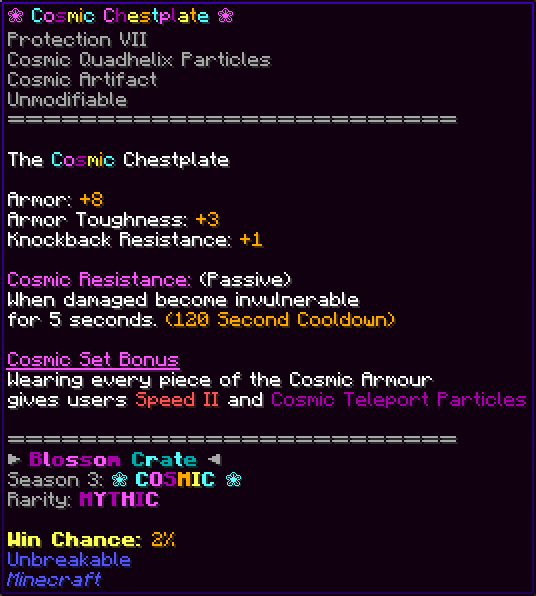 ❀ Cosmic Chestplate ❀
Protection VII
Cosmic Quadhelix Particles
Cosmic Artifact
Unmodifiable
============================
The Cosmic Chestplate
Armor: +8
Armor Toughness: +3
Knockback Resistance: +1
Cosmic Resistance: (Passive)
When damaged become invulnerable
for 5 seconds. (120 Second Cooldown)
Cosmic Set Bonus
Wearing every piece of the Cosmic Armour
gives users Speed II and Cosmic Teleport Particles
============================
► Blossom Crate ◄
Season 3: ❀ COSMIC ❀
Rarity: MYTHIC
Win Chance: 2%
Unbreakable
Minecraft